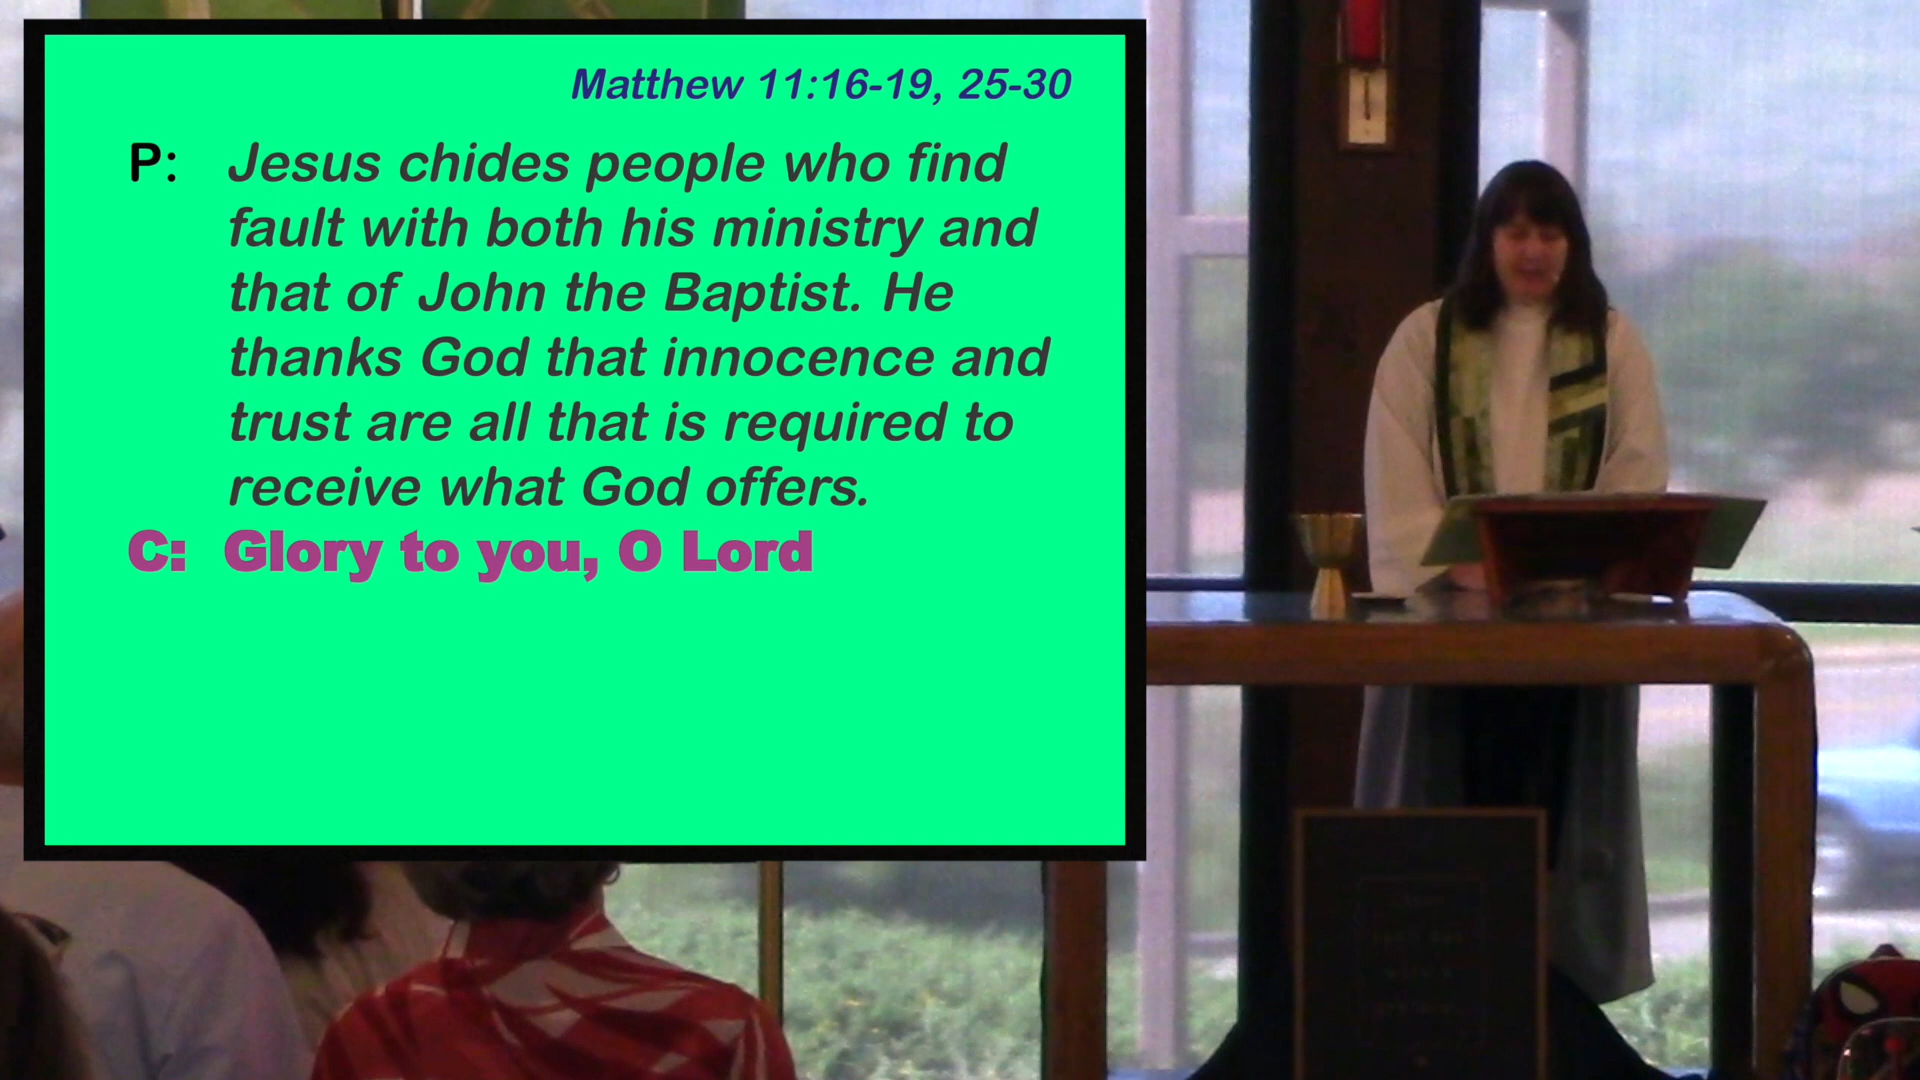 Matthew 11:16-19, 25-30
P: Jesus chides people who find
fault with both his ministry and
that of John the Baptist. He
thanks God that innocence and
trust are all that is required to
receive what God offers.
C: Glory to you, O Lord